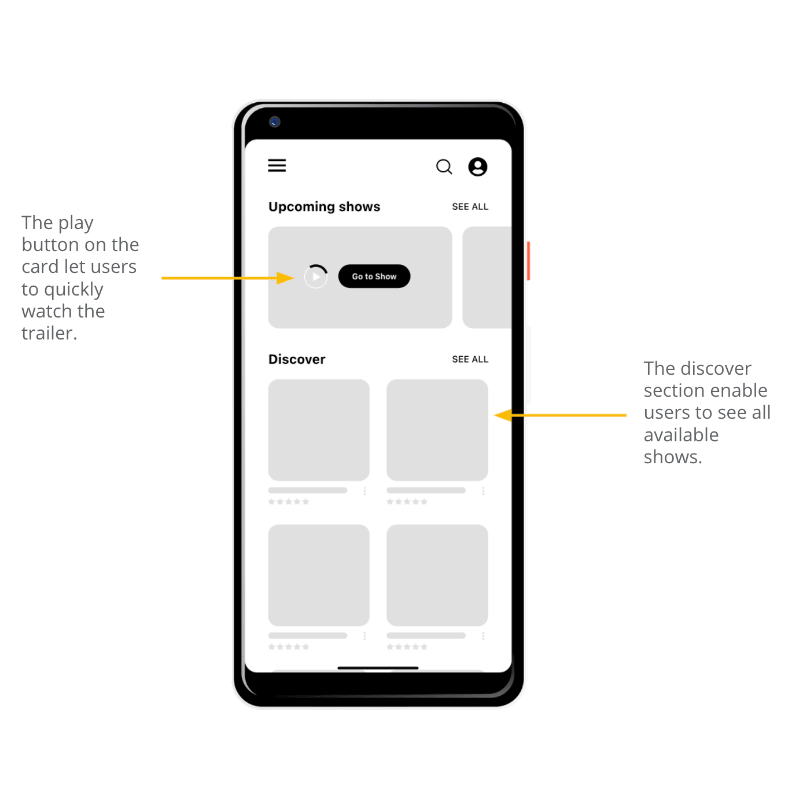 The play
button on the
card let users
to quickly
watch the
trailer.
Upcoming shows
SEE ALL
Go to Show
Discover
SEE ALL
The discover
section enable
users to see all
available
shows.